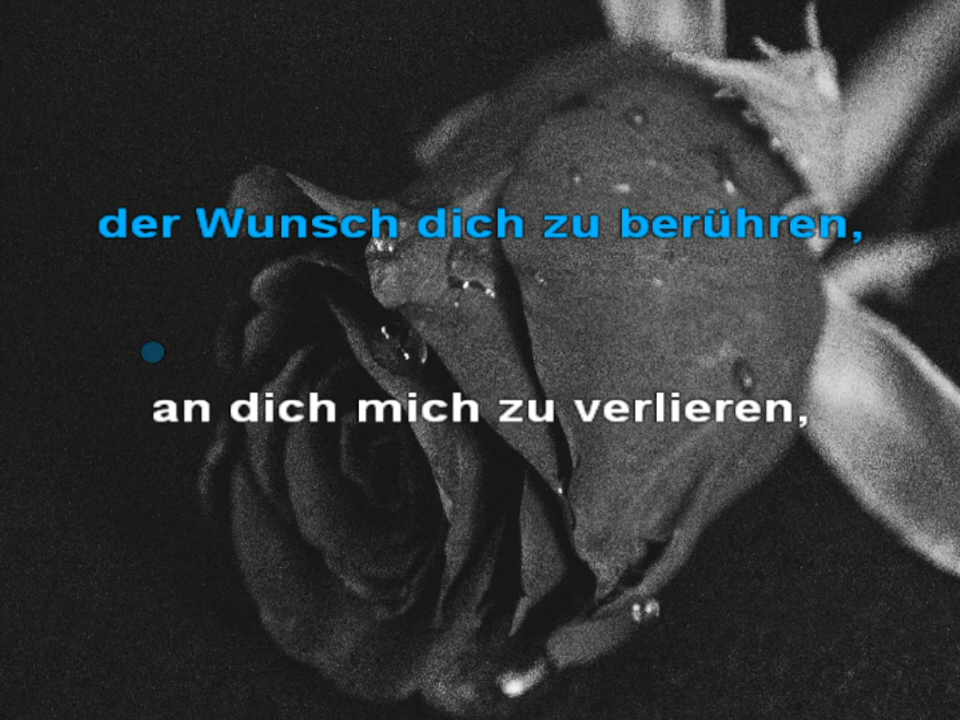 der Wunsch dich zu berühren,
an dich mich zu verlieren,